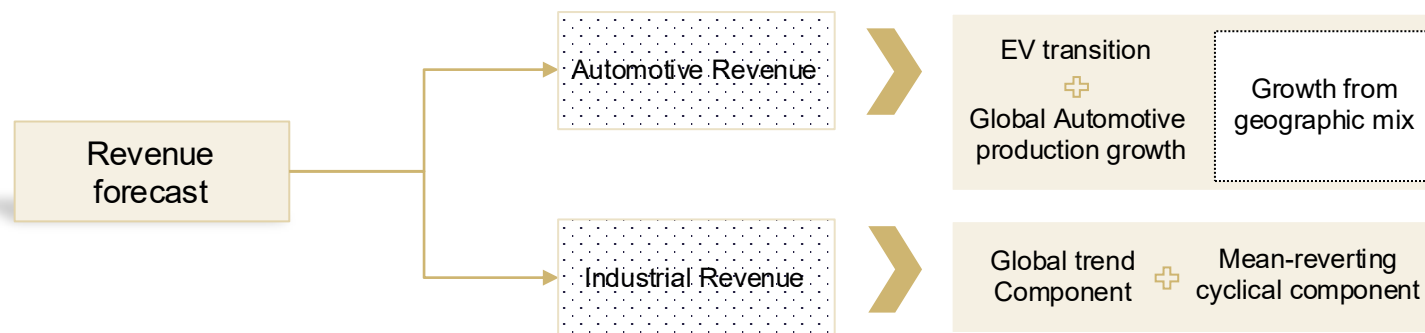 Revenue
forecast
Automotive Revenue
EV transition
Global Automotive
production growth
Growth from
geographic mix
Industrial Revenue
Global trend
Component
Mean-reverting
cyclical component